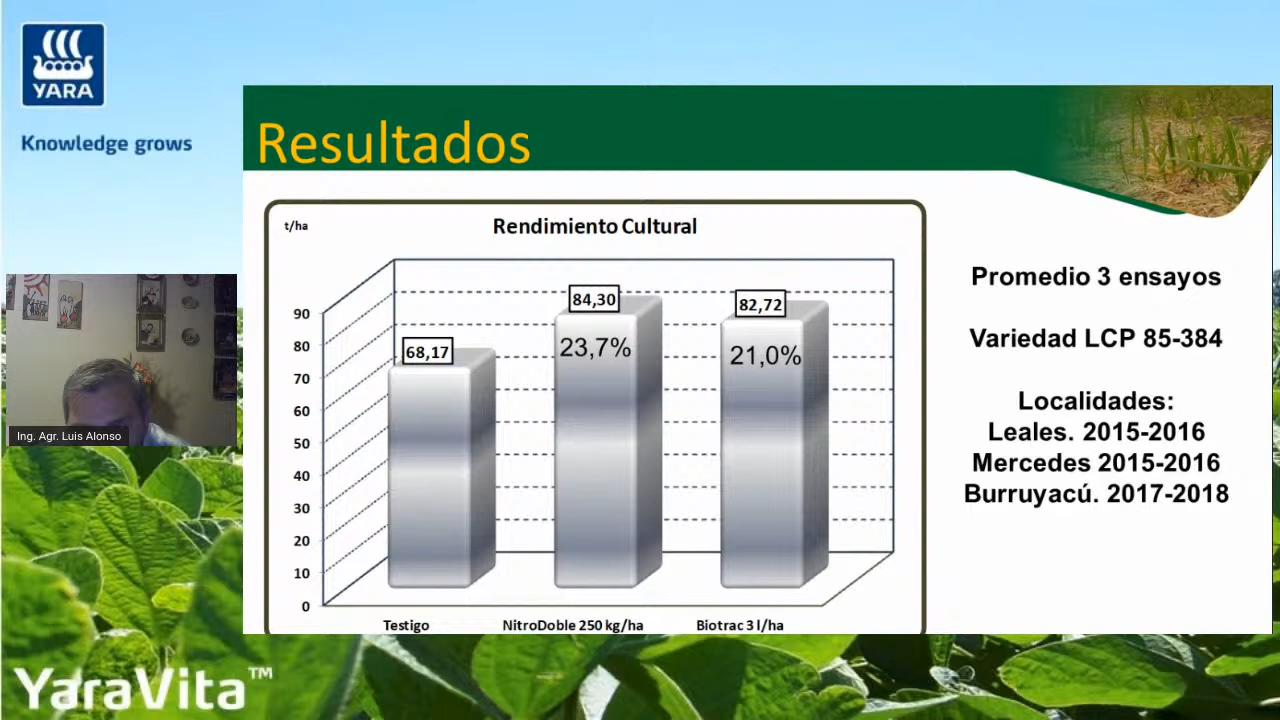 YARA
Knowledge grows
Resultados
t/ha
Rendimiento Cultural
90
80
70
60
50
40
30
20
10
0
68,17
84,30
23,7%
82,72
21,0%
Testigo
NitroDoble 250 kg/ha
Biotrac 3 l/ha
Promedio 3 ensayos
Variedad LCP 85-384
Localidades:
Leales. 2015-2016
Mercedes 2015-2016
Burruyacú. 2017-2018
Ing. Agr. Luis Alonso
YaraVita™